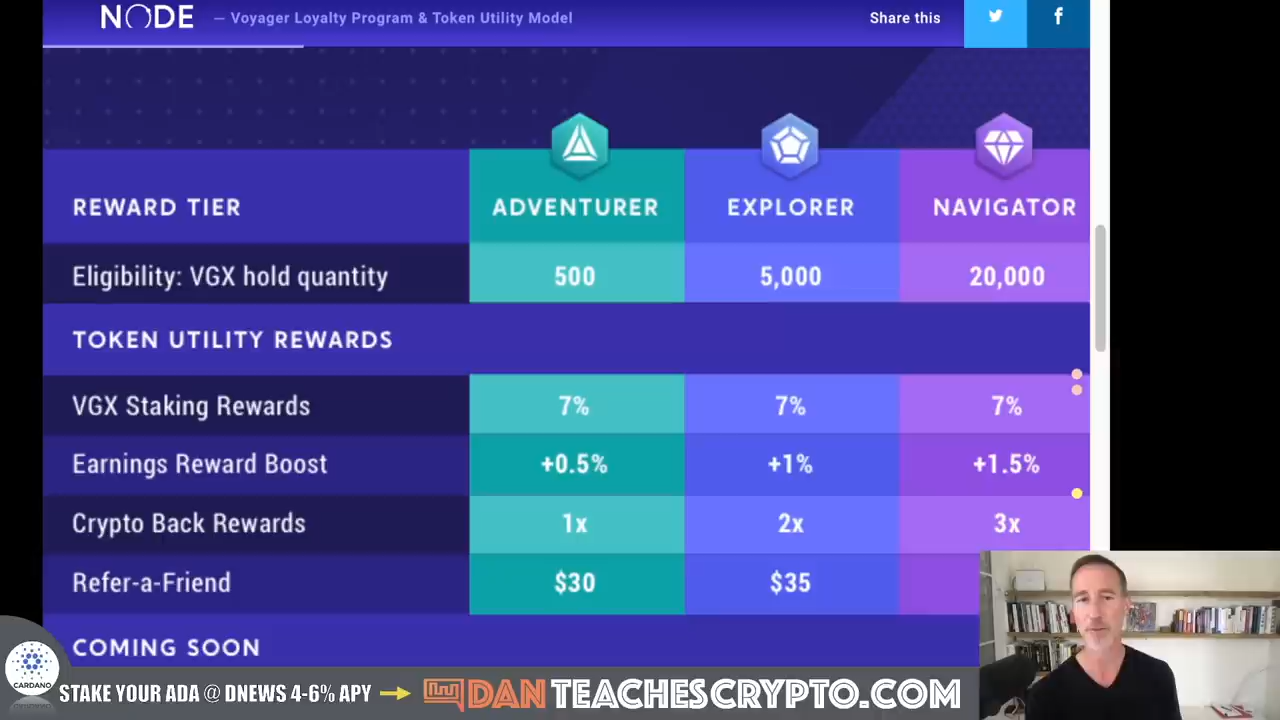 NODE — Voyager Loyalty Program & Token Utility Model Share this
REWARD TIER ADVENTURER EXPLORER NAVIGATOR
Eligibility: VGX hold quantity 500 5,000 20,000
TOKEN UTILITY REWARDS
VGX Staking Rewards 7% 7% 7%
Earnings Reward Boost +0.5% +1% +1.5%
Crypto Back Rewards 1x 2x 3x
Refer-a-Friend $30 $35
COMING SOON
CARDANO
STAKE YOUR ADA @ DNEWS 4-6% APY DANTEACHESCRYPTO.COM